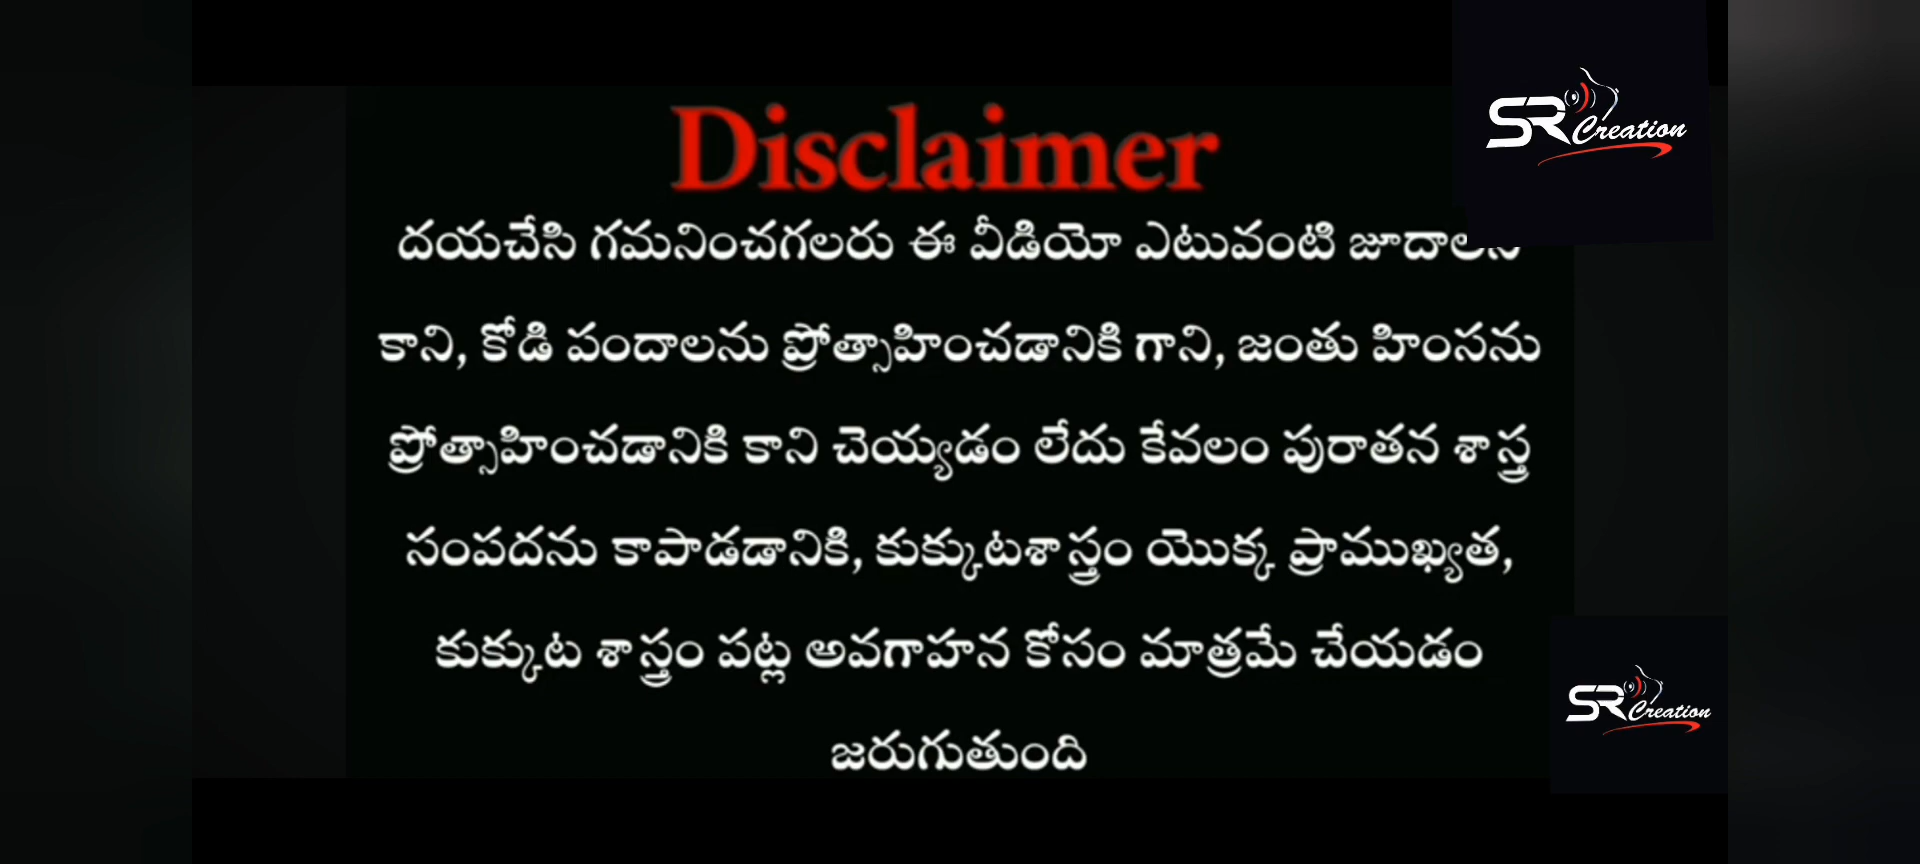 Disclaimer
SR Creation
దయచేసి గమనించగలరు ఈ వీడియో ఎటువంటి
కాని, కోడి పందాలను ప్రోత్సాహించడానికి గాని, జంతు హింసను
ప్రోత్సాహించడానికి కాని చెయ్యడం లేదు కేవలం పురాతన శాస్త్ర
సంపదను కాపాడడానికి, కుక్కుటశాస్త్రం యొక్క ప్రాముఖ్యత,
కుక్కుట శాస్త్రం పట్ల అవగాహన కోసం మాత్రమే చేయడం
SR Creation
జరుగుతుంది